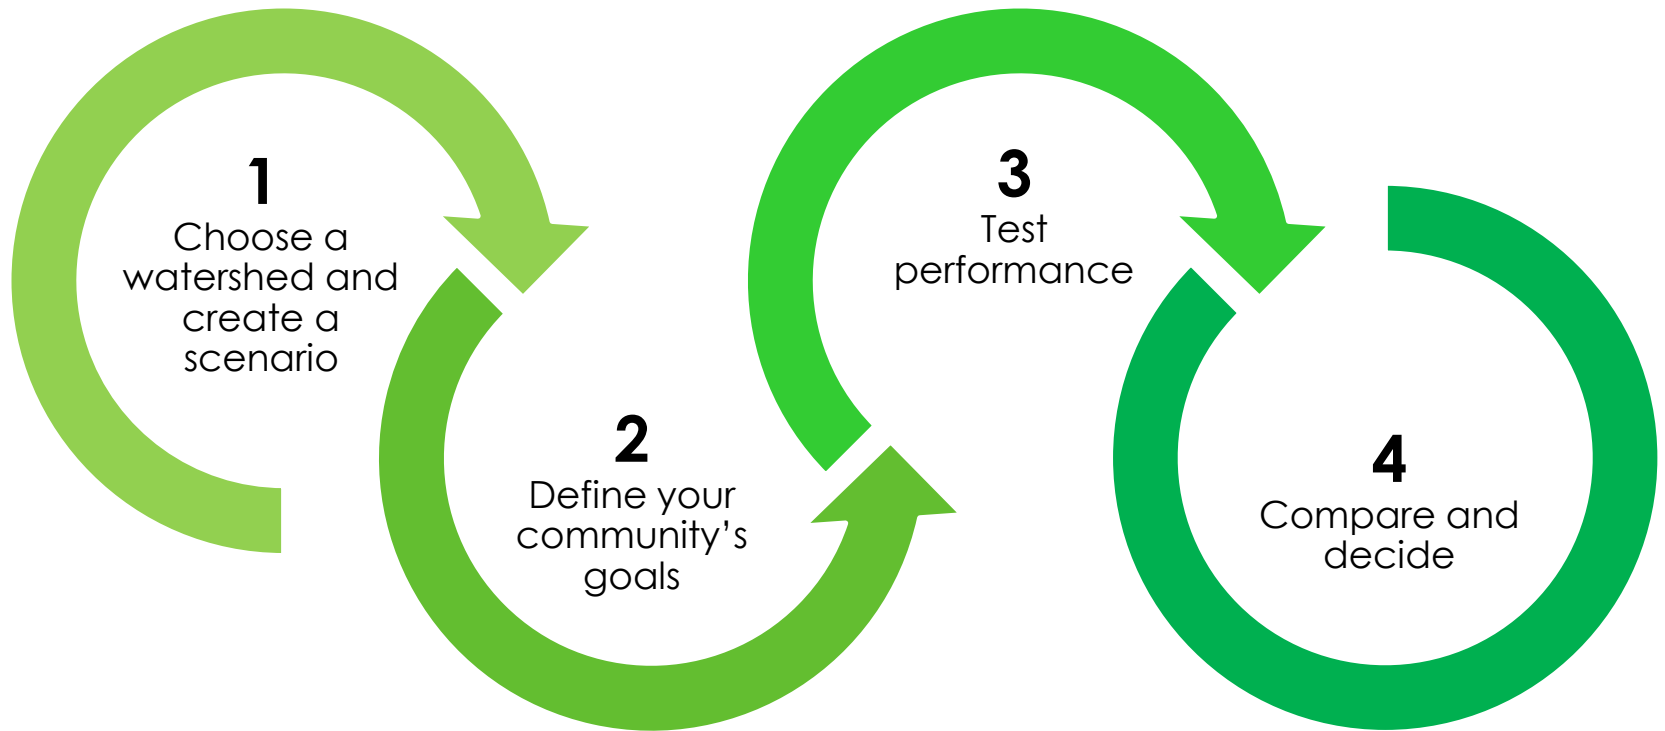 1
Choose a
watershed and
create a
scenario
2
Define your
community’s
goals
3
Test
performance
4
Compare and
decide